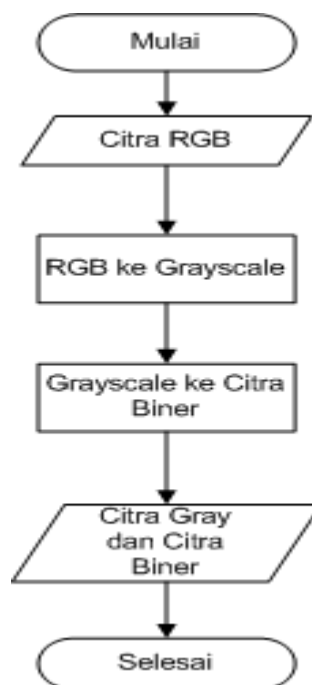 Mulai
Citra RGB
RGB ke Grayscale
Grayscale ke Citra
Biner
Citra Gray
dan Citra
Biner
Selesai